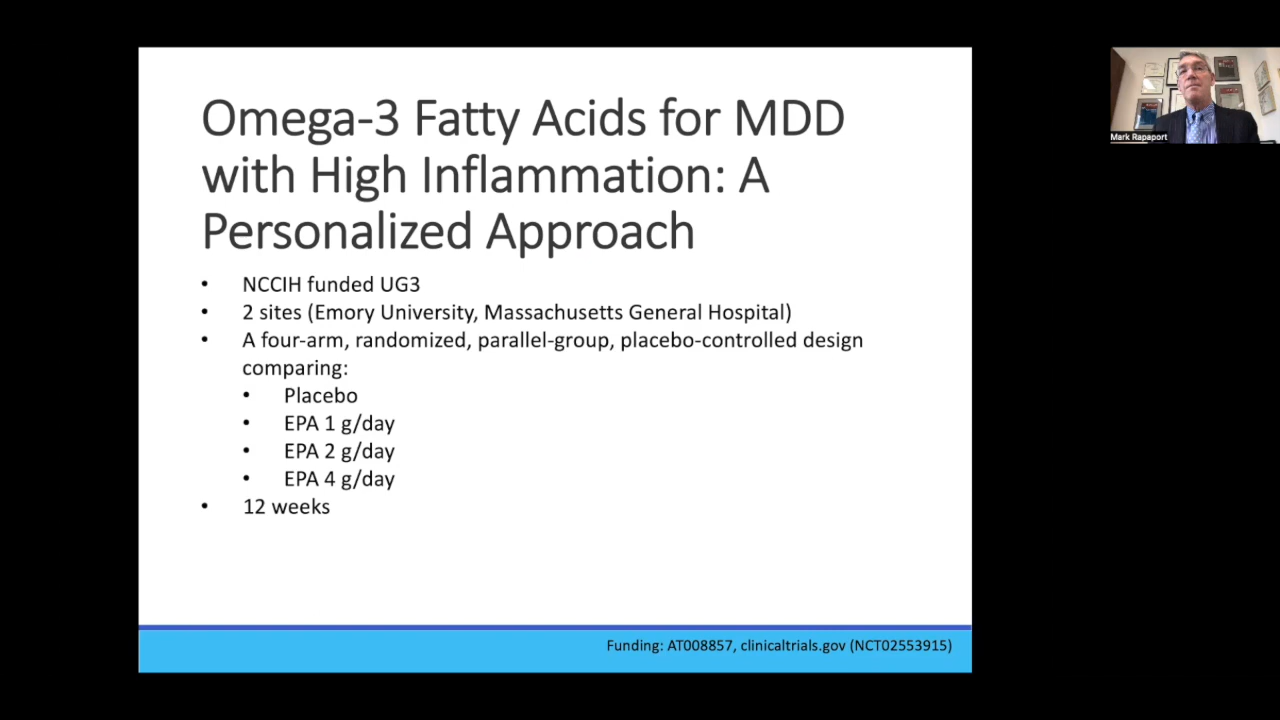 Omega-3 Fatty Acids for MDD
with High Inflammation: A
Personalized Approach
• NCCIH funded UG3
• 2 sites (Emory University, Massachusetts General Hospital)
• A four-arm, randomized, parallel-group, placebo-controlled design
comparing:
• Placebo
• EPA 1 g/day
• EPA 2 g/day
• EPA 4 g/day
• 12 weeks
Funding: AT008857, clinicaltrials.gov (NCT02553915)
Mark Rapaport